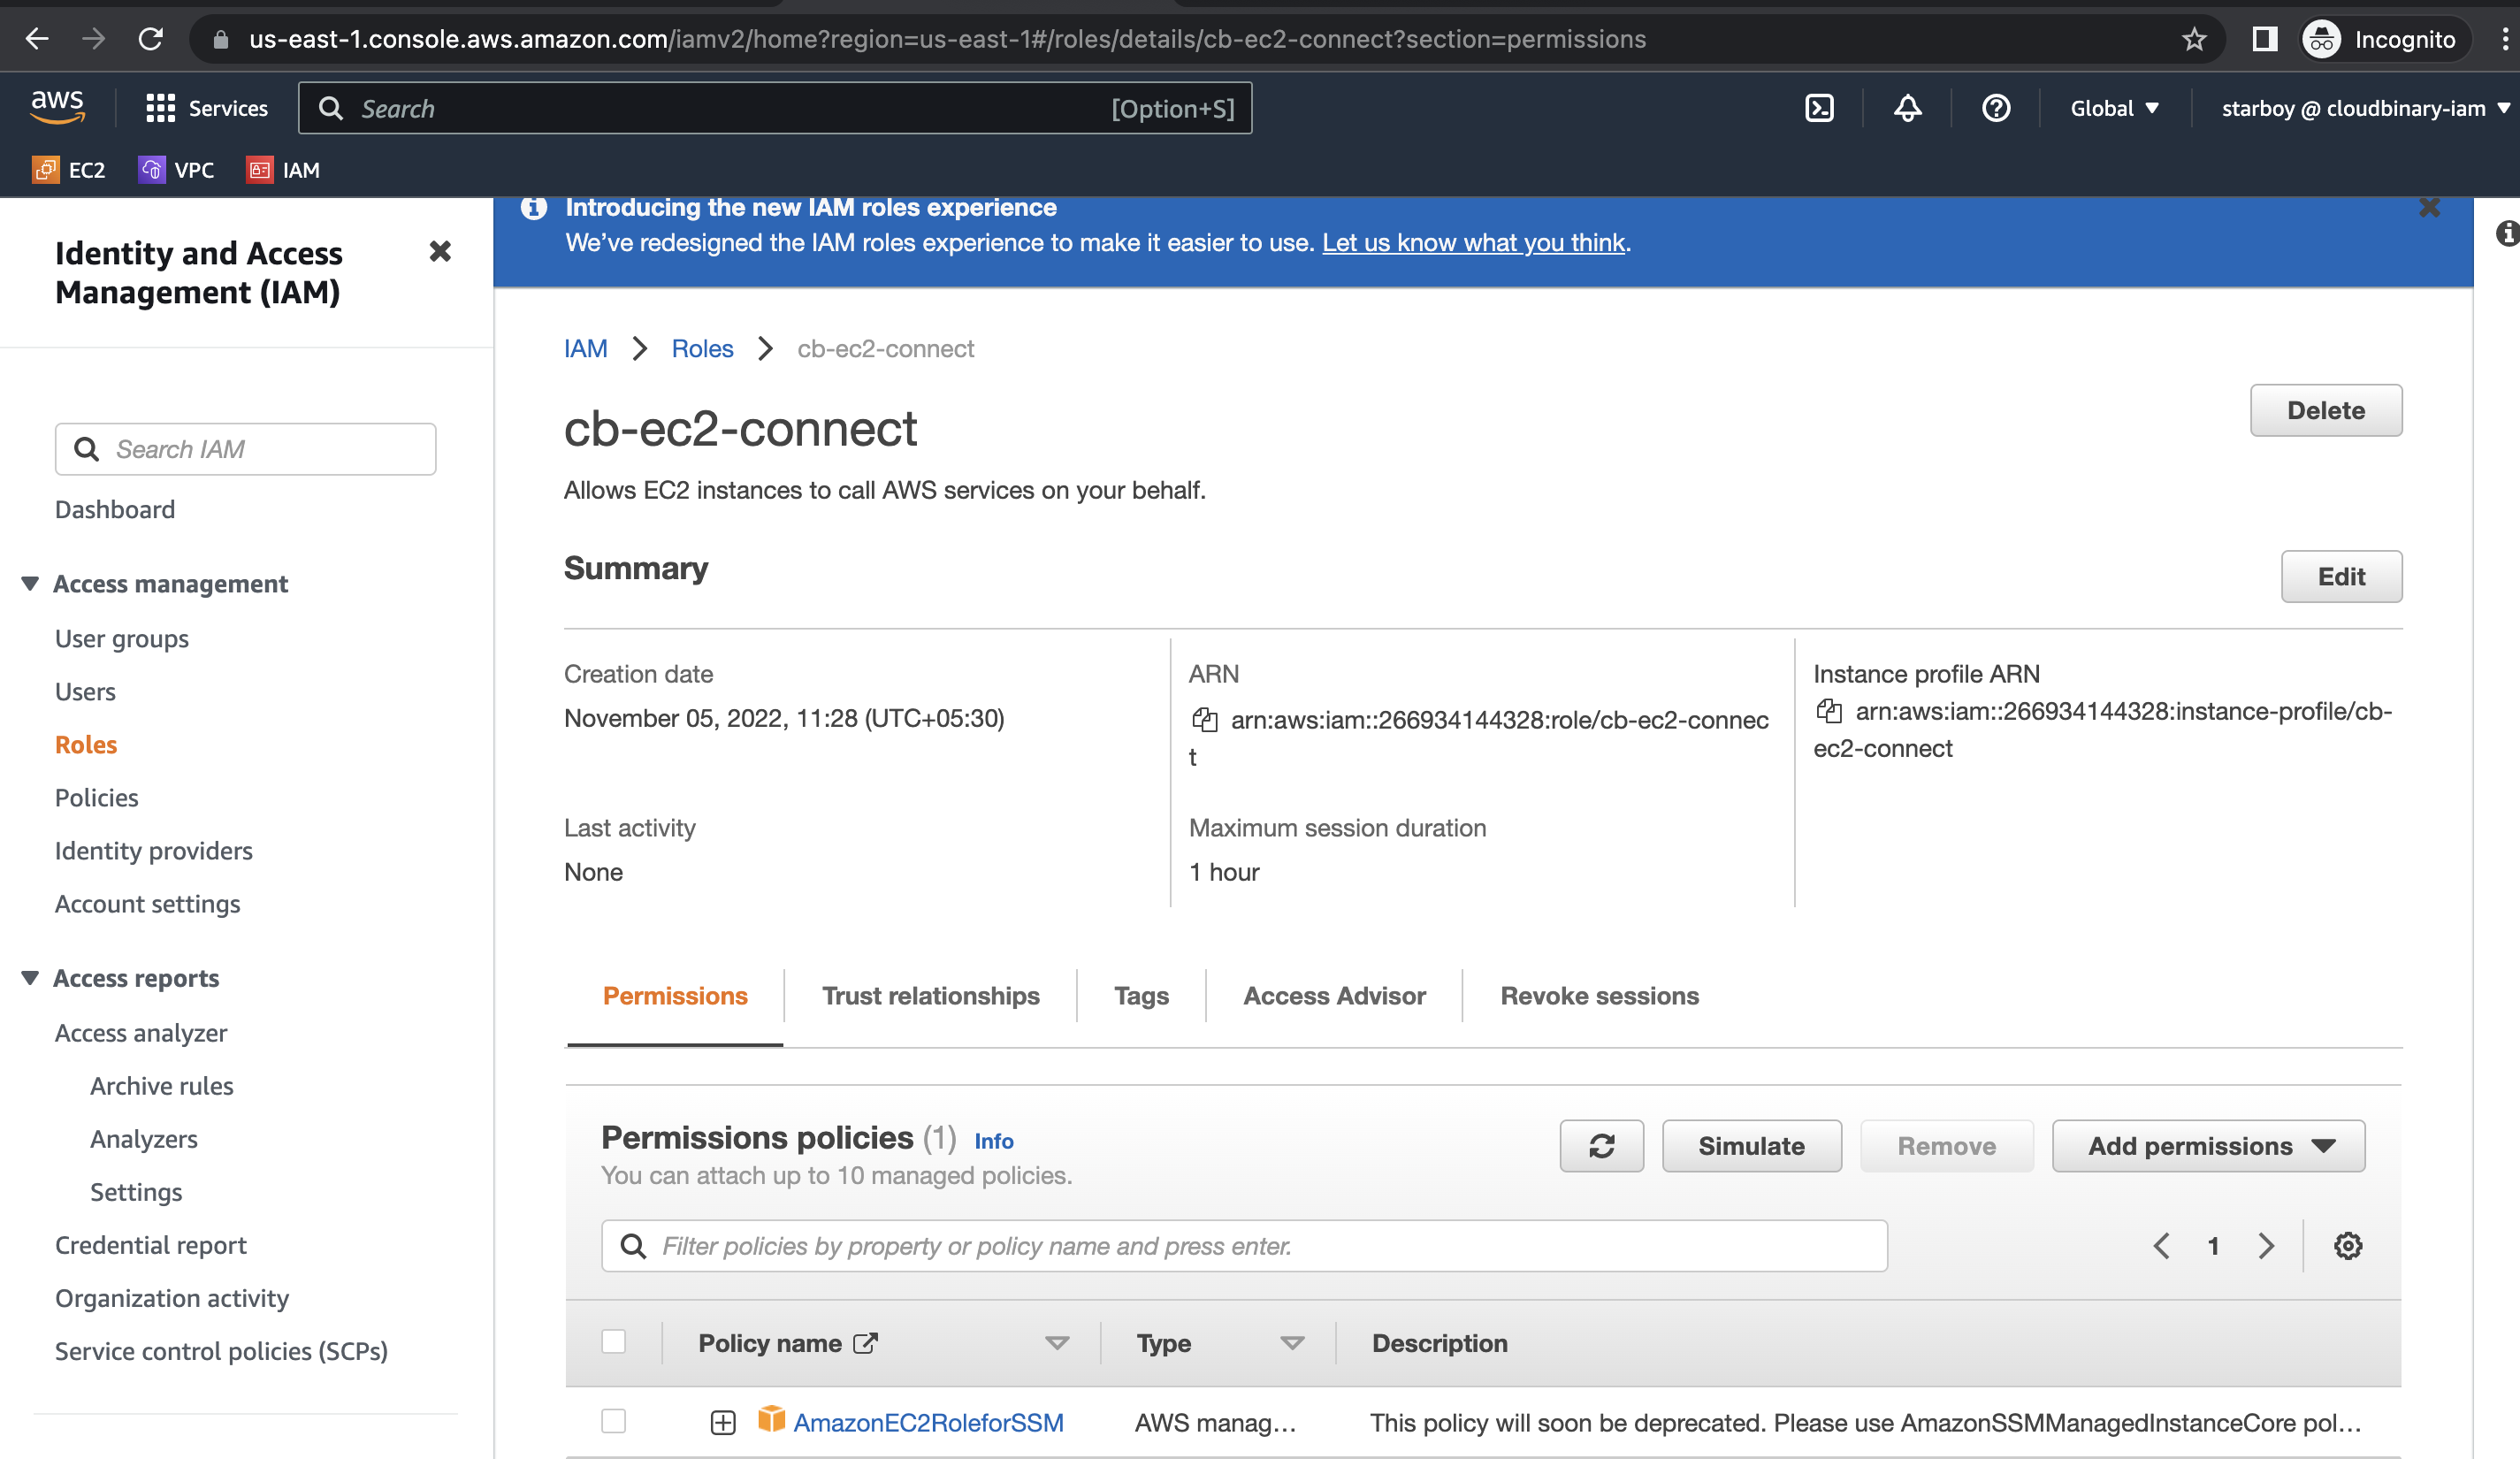 us-east-1.console.aws.amazon.com/iamv2/home?region=us-east-1#/roles/details/cb-ec2-connect?section=permissions
Incognito
aws
Services
Search
[Option+S]
Global
starboy @ cloudbinary-iam
EC2
VPC
IAM
Identity and Access
Management (IAM)
Search IAM
Dashboard
Access management
User groups
Users
Roles
Policies
Identity providers
Account settings
Access reports
Access analyzer
Archive rules
Analyzers
Settings
Credential report
Organization activity
Service control policies (SCPs)
Introducing the new IAM roles experience
We've redesigned the IAM roles experience to make it easier to use. Let us know what you think.
IAM
Roles
cb-ec2-connect
cb-ec2-connect
Delete
Allows EC2 instances to call AWS services on your behalf.
Summary
Edit
Creation date
November 05, 2022, 11:28 (UTC+05:30)
ARN
arn:aws:iam::266934144328:role/cb-ec2-connec
t
Instance profile ARN
arn:aws:iam::266934144328:instance-profile/cb-
ec2-connect
Last activity
None
Maximum session duration
1 hour
Permissions
Trust relationships
Tags
Access Advisor
Revoke sessions
Permissions policies (1) Info
You can attach up to 10 managed policies.
Simulate
Remove
Add permissions
Filter policies by property or policy name and press enter.
1
Policy name
Type
Description
AmazonEC2RoleforSSM
AWS manag...
This policy will soon be deprecated. Please use AmazonSSMManagedInstanceCore pol...